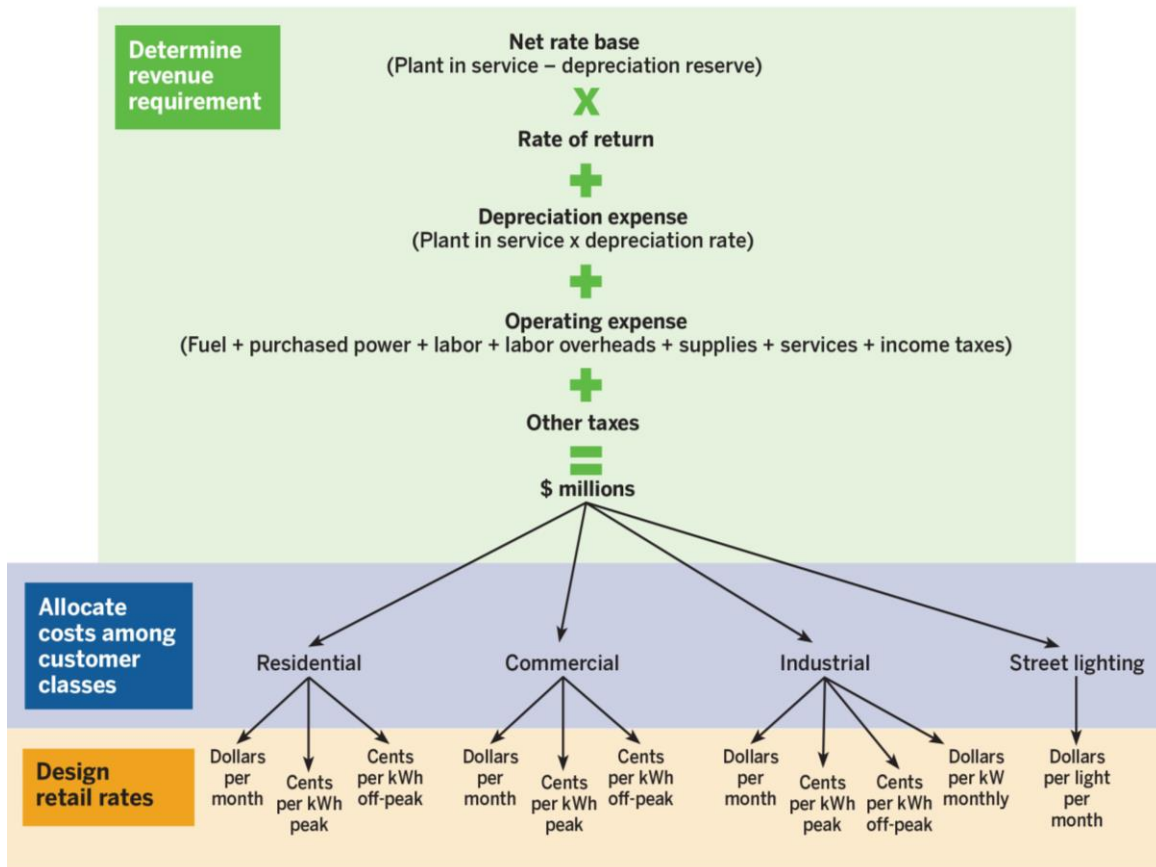 Determine
revenue
requirement
Net rate base
(Plant in service – depreciation reserve)
X
Rate of return
+
Depreciation expense
(Plant in service x depreciation rate)
+
Operating expense
(Fuel + purchased power + labor + labor overheads + supplies + services + income taxes)
+
Other taxes
=
$ millions
Allocate
costs among
customer
classes
Residential
Commercial
Industrial
Street lighting
Design
retail rates
Dollars
per
month
Cents
per kWh
peak
Cents
per kWh
off-peak
Dollars
per
month
Cents
per kWh
peak
Cents
per kWh
off-peak
Dollars
per
month
Cents
per kWh
peak
Cents
per kWh
off-peak
Dollars
per kW
monthly
Dollars
per light
per
month